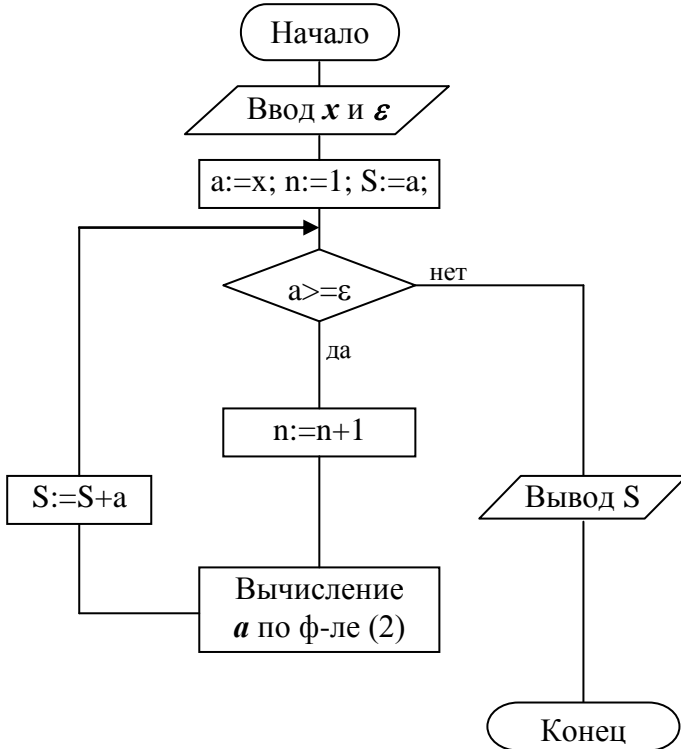 Начало
Ввод x и ε
a:=x; n:=1; S:=a;
a>=ε
нет
да
n:=n+1
S:=S+a
Вывод S
Вычисление
a по ф-ле (2)
Конец